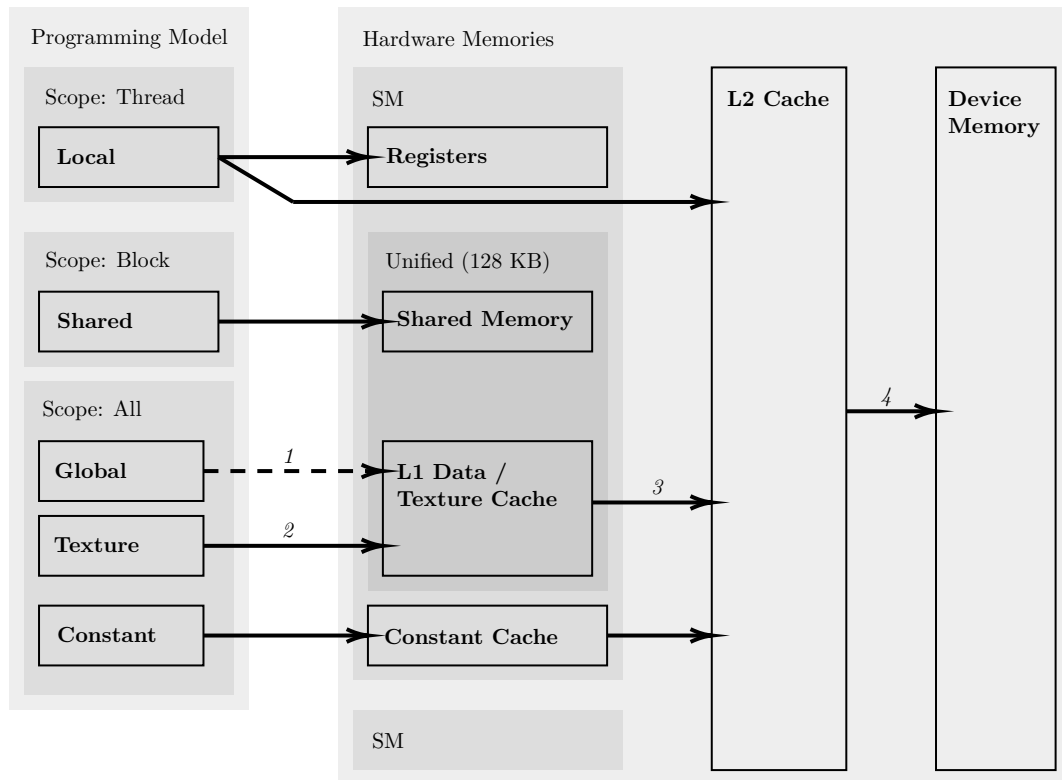 Programming Model
Hardware Memories
Scope: Thread
SM
L2 Cache
Device
Memory
Local
Registers
Scope: Block
Unified (128 KB)
Shared
Shared Memory
Scope: All
4
Global
1
L1 Data /
Texture Cache
3
Texture
2
Constant
Constant Cache
SM